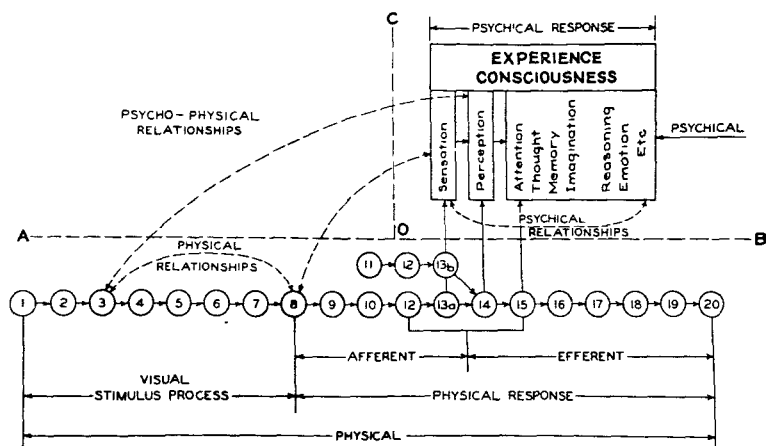 C
PSYCHICAL RESPONSE
EXPERIENCE
CONSCIOUSNESS
PSYCHO-PHYSICAL
RELATIONSHIPS
Sensation
Perception
Attention
Thought
Memory
Imagination
Reasoning
Emotion
Etc
PSYCHICAL
PSYCHICAL
RELATIONSHIPS
A
O
B
PHYSICAL
RELATIONSHIPS
11 12 13b
1 2 3 4 5 6 7 8 9 10 12 13a 14 15 16 17 18 19 20
AFFERENT
EFFERENT
VISUAL
STIMULUS PROCESS
PHYSICAL RESPONSE
PHYSICAL